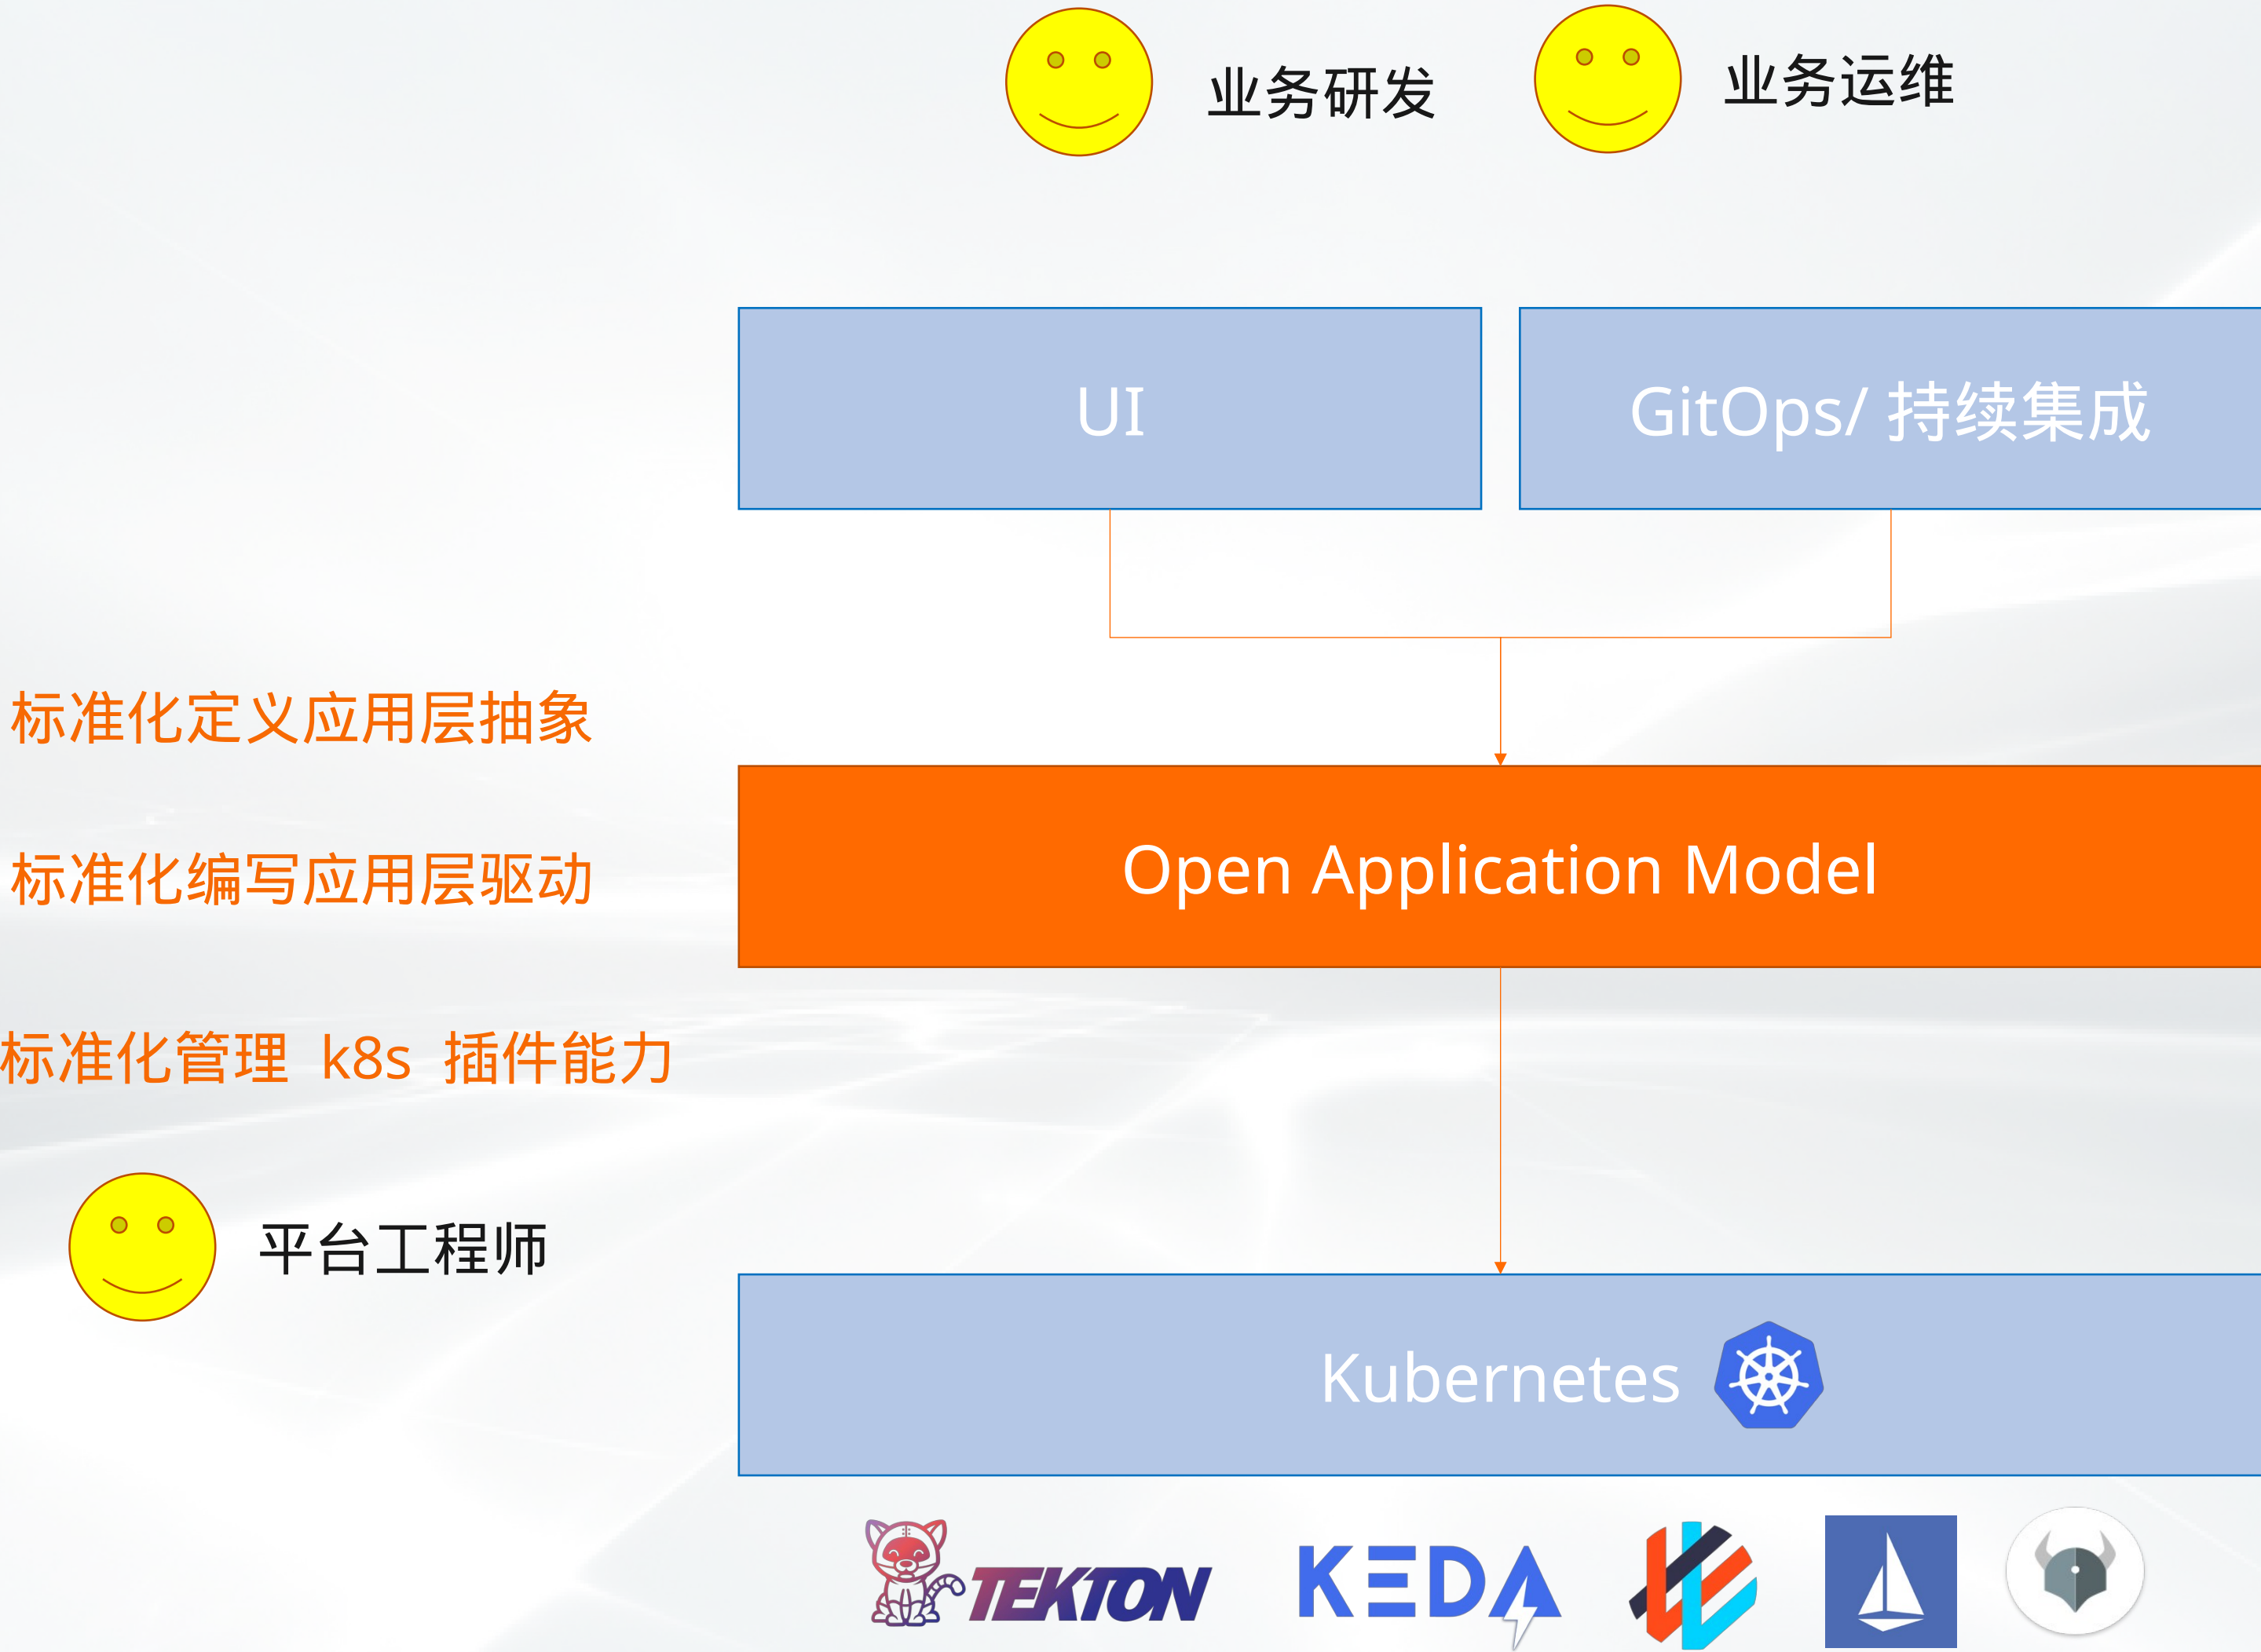 业务研发
业务运维
UI
GitOps/ 持续集成
标准化定义应用层抽象
标准化编写应用层驱动
Open Application Model
标准化管理 k8s 插件能力
平台工程师
Kubernetes
TEKTON
KEDA